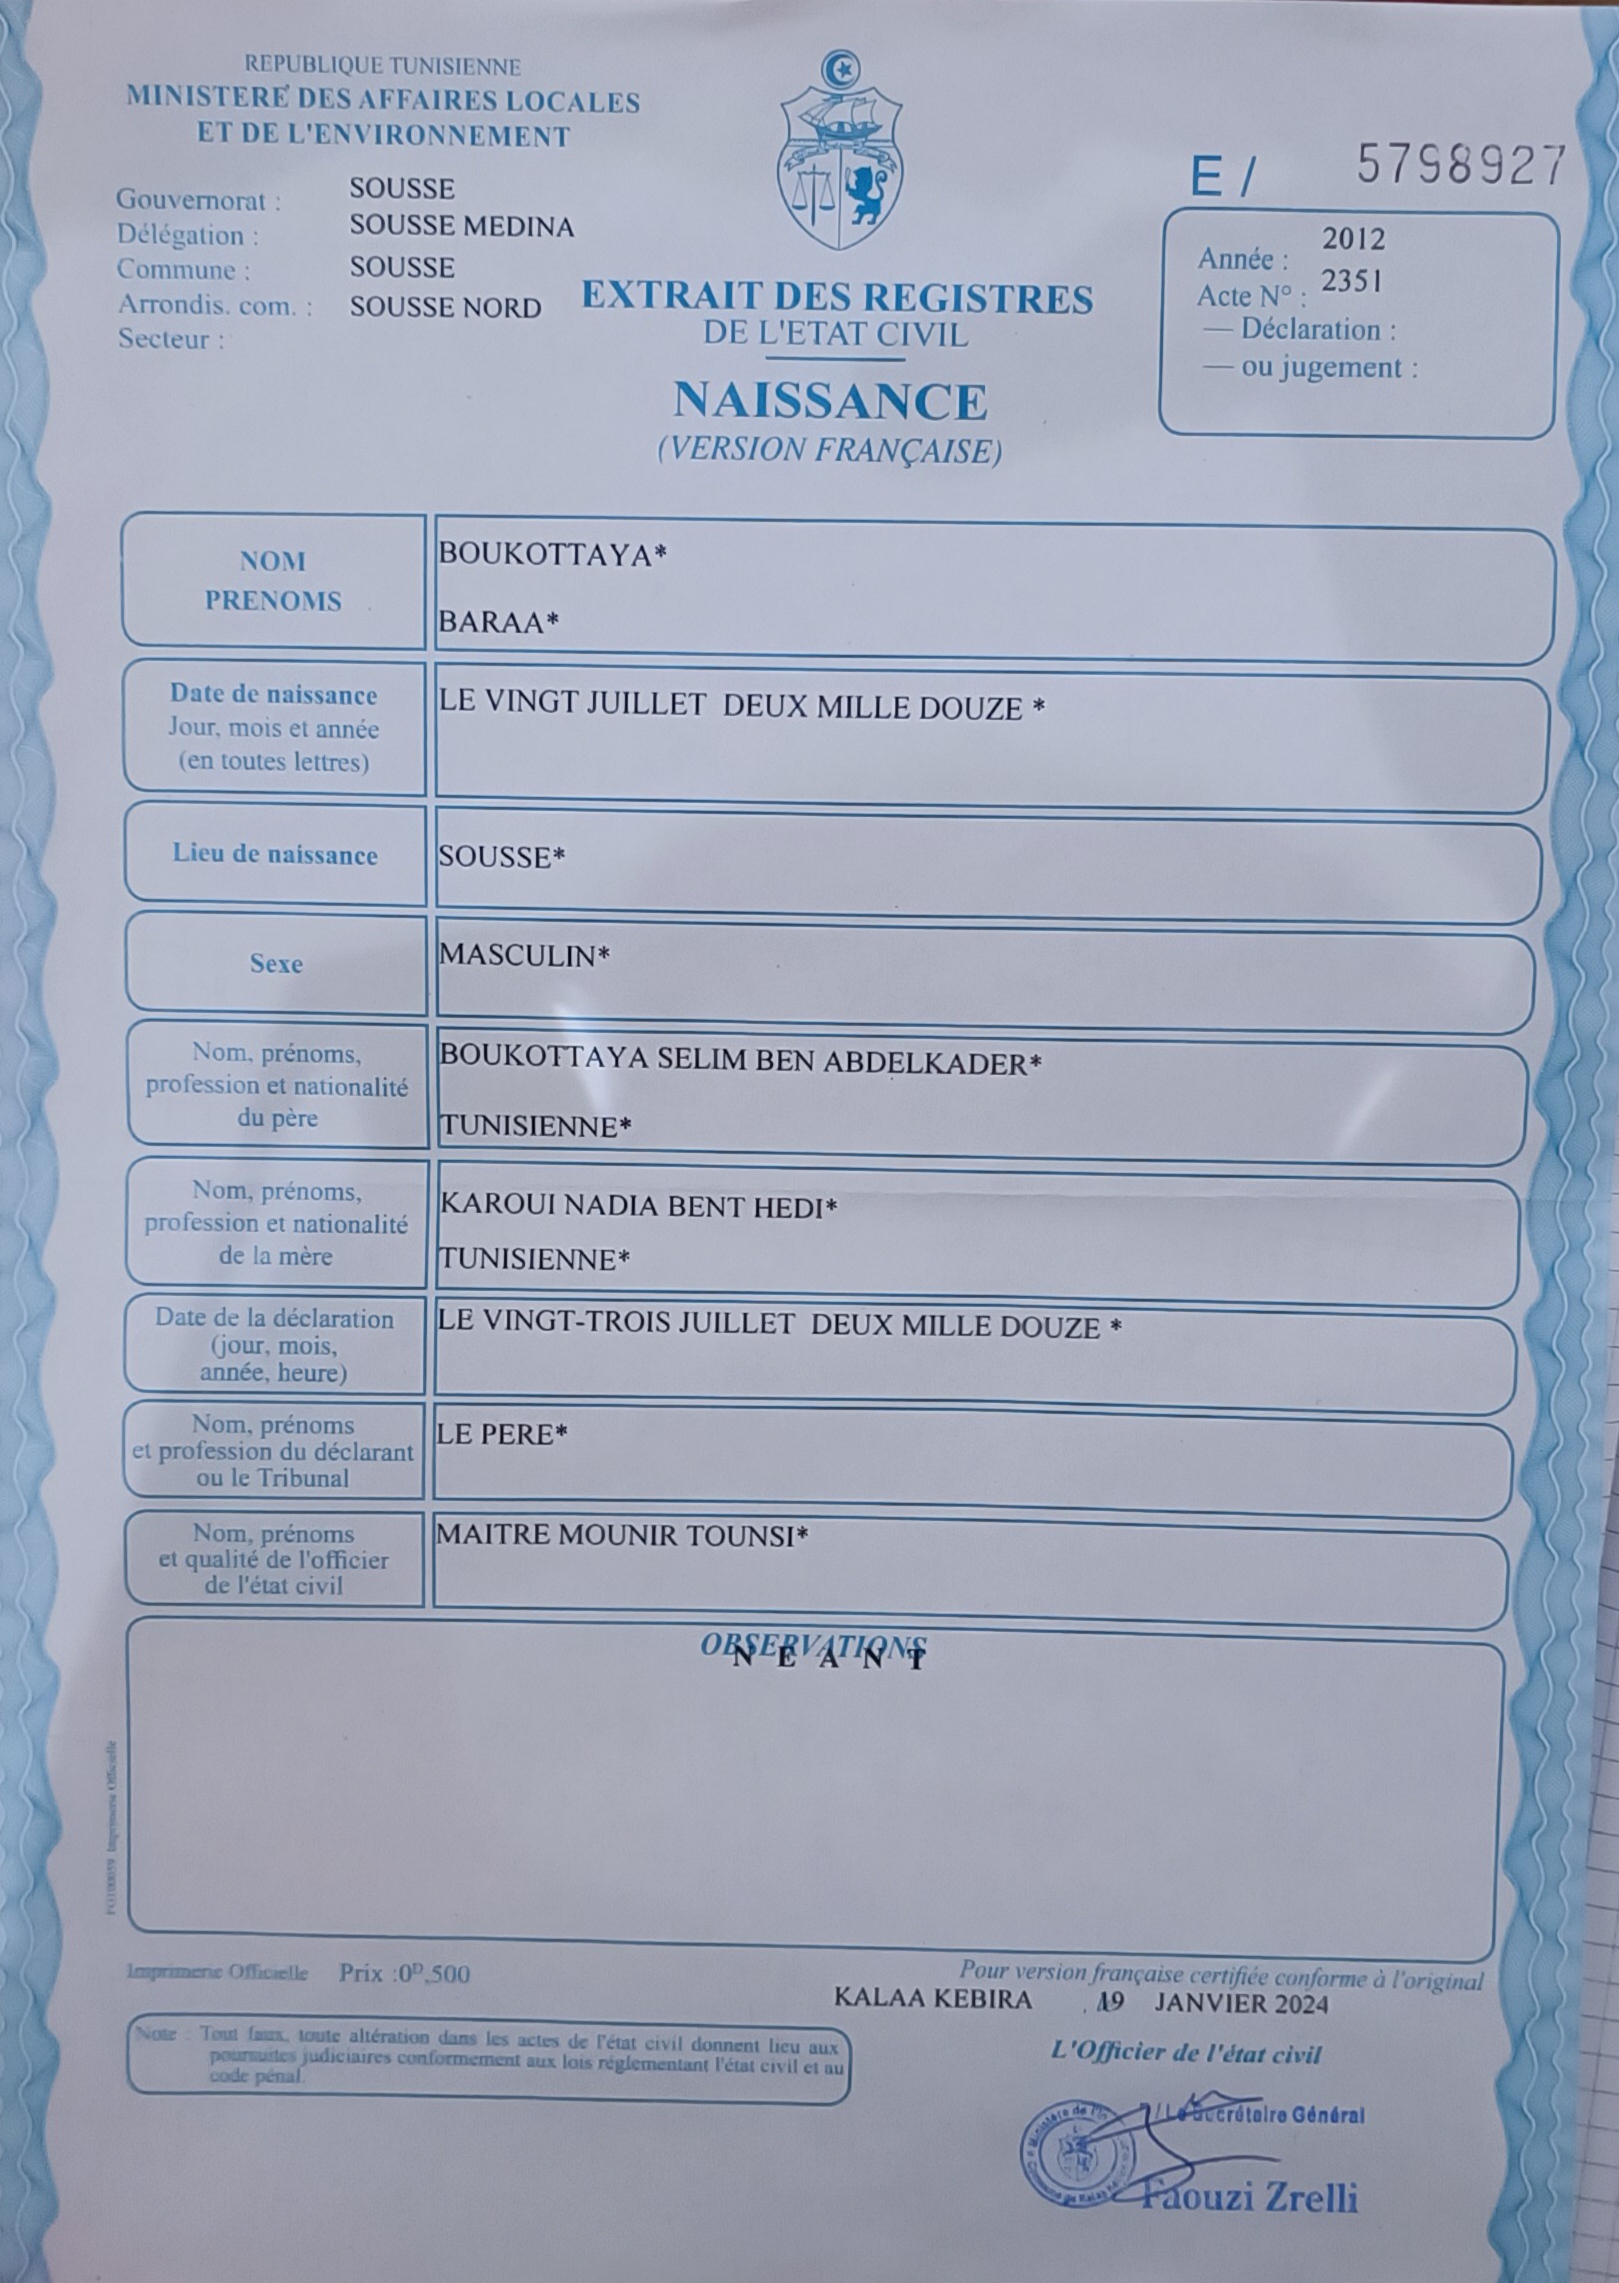 REPUBLIQUE TUNISIENNE
MINISTERE DES AFFAIRES LOCALES
ET DE L'ENVIRONNEMENT
Gouvernorat : SOUSSE
Délégation : SOUSSE MEDINA
Commune : SOUSSE
Arrondis. com. : SOUSSE NORD
Secteur :
E / 5798927
Année : 2012
Acte N° : 2351
— Déclaration :
— ou jugement :
EXTRAIT DES REGISTRES
DE L'ETAT CIVIL
NAISSANCE
(VERSION FRANÇAISE)
NOM
PRENOMS
BOUKOTTAYA*
BARAA*
Date de naissance
Jour, mois et année
(en toutes lettres)
LE VINGT JUILLET DEUX MILLE DOUZE *
Lieu de naissance
SOUSSE*
Sexe
MASCULIN*
Nom, prénoms,
profession et nationalité
du père
BOUKOTTAYA SELIM BEN ABDELKADER*
TUNISIENNE*
Nom, prénoms,
profession et nationalité
de la mère
KAROUI NADIA BENT HEDI*
TUNISIENNE*
Date de la déclaration
(jour, mois,
année, heure)
LE VINGT-TROIS JUILLET DEUX MILLE DOUZE *
Nom, prénoms
et profession du déclarant
ou le Tribunal
LE PERE*
Nom, prénoms
et qualité de l'officier
de l'état civil
MAITRE MOUNIR TOUNSI*
OBSERVATIONS
N E A N T
Imprimerie Officielle
Imprimerie Officielle Prix :0ᴰ,500
Pour version française certifiée conforme à l'original
KALAA KEBIRA 19 JANVIER 2024
Note : Tout faux, toute altération dans les actes de l'état civil donnent lieu aux
poursuites judiciaires conformement aux lois réglementant l'état civil et au
code pénal.
L'Officier de l'état civil
P/ Le Secrétaire Général
Faouzi Zrelli